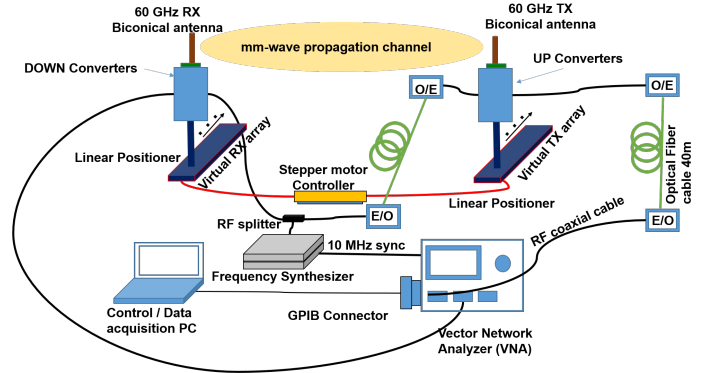 60 GHz RX
Biconical antenna
60 GHz TX
Biconical antenna
mm-wave propagation channel
DOWN Converters
UP Converters
O/E
O/E
Linear Positioner
Virtual RX array
Virtual TX array
Optical Fiber
cable 40m
Stepper motor
Controller
Linear Positioner
RF splitter
E/O
E/O
RF coaxial cable
10 MHz sync
Frequency Synthesizer
Control / Data
acquisition PC
GPIB Connector
Vector Network
Analyzer (VNA)